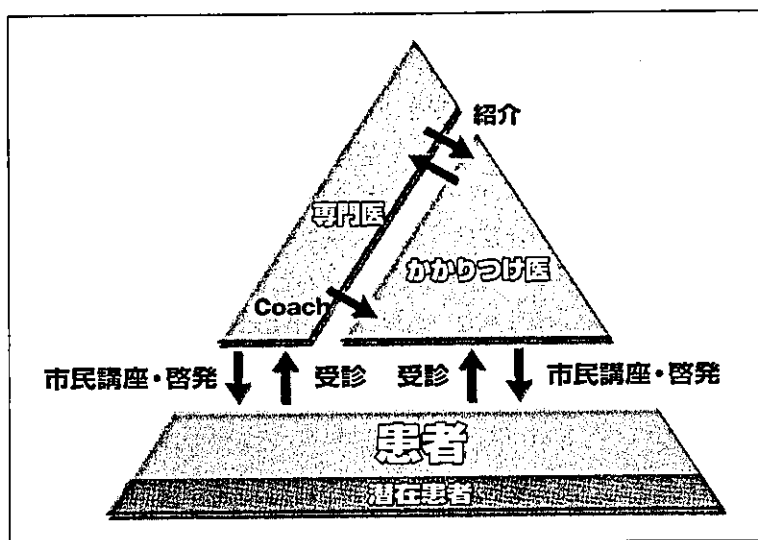 紹介
専門医
かかりつけ医
Coach
市民講座・啓発
受診
受診
市民講座・啓発
患者
潜在患者